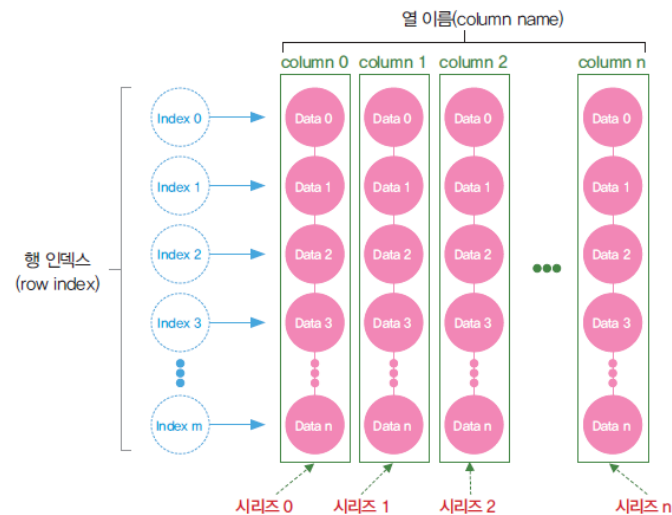 열 이름(column name)
column 0 column 1 column 2 column n
Index 0 Data 0 Data 0 Data 0 Data 0
Index 1 Data 1 Data 1 Data 1 Data 1
행 인덱스
(row index)
Index 2 Data 2 Data 2 Data 2 Data 2
Index 3 Data 3 Data 3 Data 3 Data 3
Index m Data n Data n Data n Data n
시리즈 0 시리즈 1 시리즈 2 시리즈 n